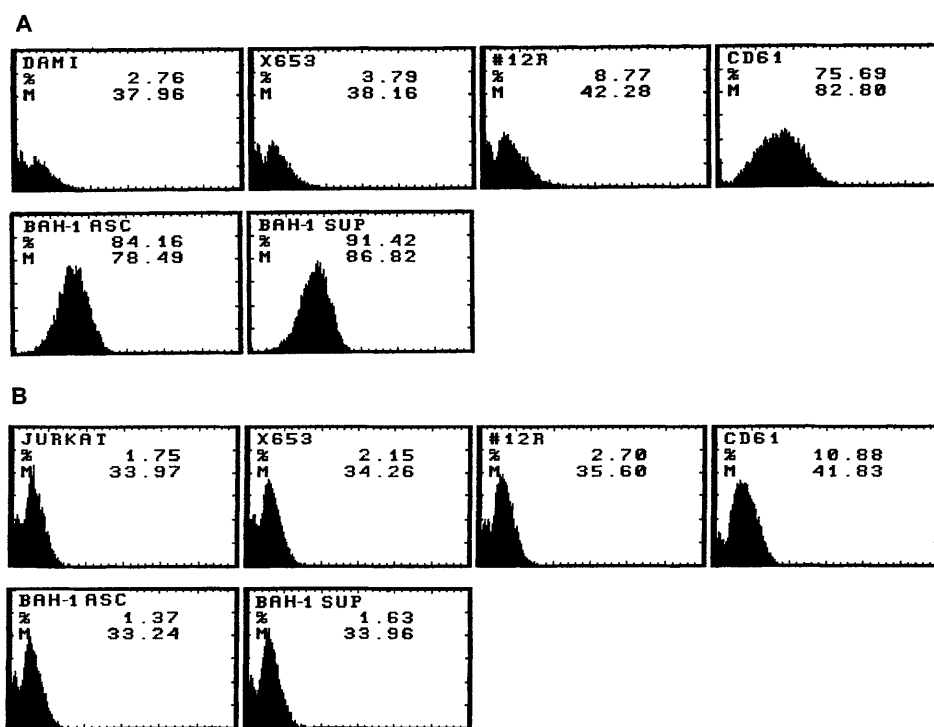 A
DAMI
% 2.76
M 37.96
X653
% 3.79
M 38.16
#12R
% 8.77
M 42.28
CD61
% 75.69
M 82.80
BAH-1 ASC
% 84.16
M 78.49
BAH-1 SUP
% 91.42
M 86.82
B
JURKAT
% 1.75
M 33.97
X653
% 2.15
M 34.26
#12R
% 2.70
M 35.60
CD61
% 10.88
M 41.83
BAH-1 ASC
% 1.37
M 33.24
BAH-1 SUP
% 1.63
M 33.96